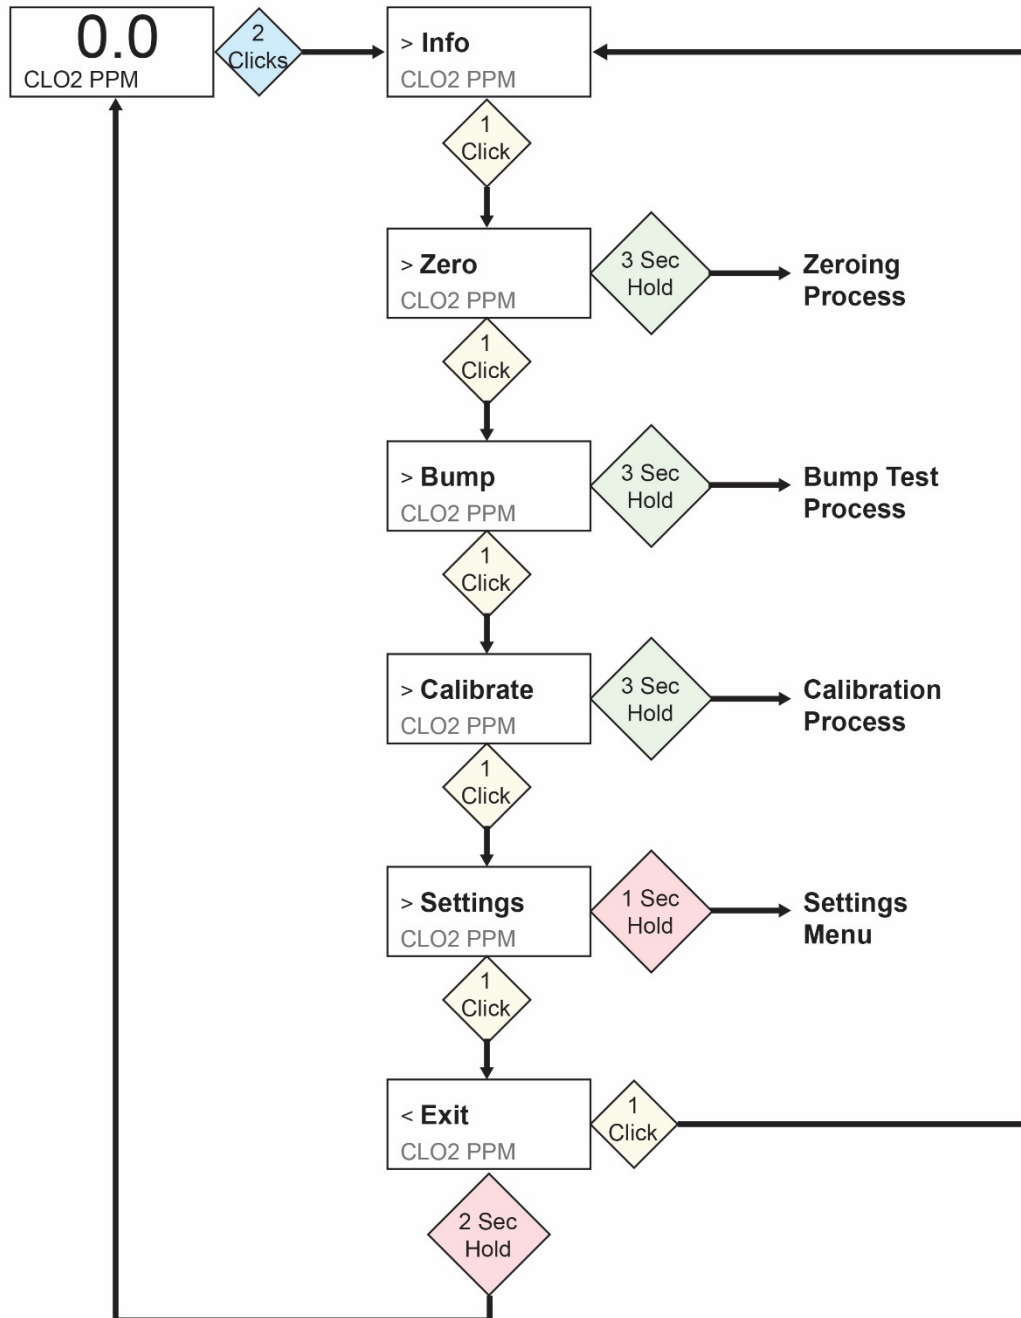 0.0
CLO2 PPM
2
Clicks
> Info
CLO2 PPM
1
Click
> Zero
CLO2 PPM
3 Sec
Hold
Zeroing
Process
1
Click
> Bump
CLO2 PPM
3 Sec
Hold
Bump Test
Process
1
Click
> Calibrate
CLO2 PPM
3 Sec
Hold
Calibration
Process
1
Click
> Settings
CLO2 PPM
1 Sec
Hold
Settings
Menu
1
Click
< Exit
CLO2 PPM
1
Click
2 Sec
Hold